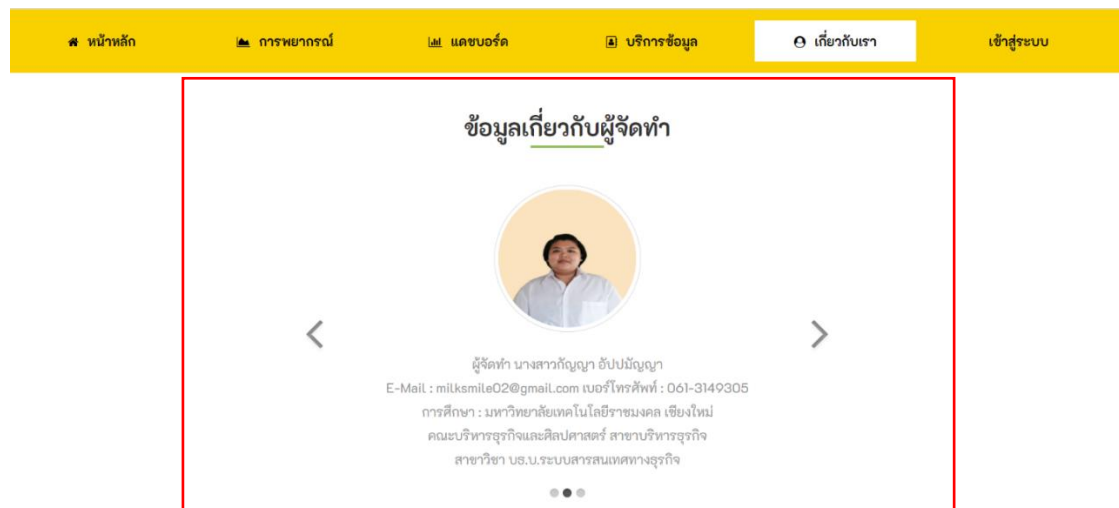 หน้าหลัก การพยากรณ์ แดชบอร์ด บริการข้อมูล เกี่ยวกับเรา เข้าสู่ระบบ
ข้อมูลเกี่ยวกับผู้จัดทำ
ผู้จัดทำ นางสาวกัญญา อัปปมัญญา
E-Mail : milksmile02@gmail.com เบอร์โทรศัพท์ : 061-3149305
การศึกษา : มหาวิทยาลัยเทคโนโลยีราชมงคล เชียงใหม่
คณะบริหารธุรกิจและศิลปศาสตร์ สาขาบริหารธุรกิจ
สาขาวิชา บธ.บ.ระบบสารสนเทศทางธุรกิจ